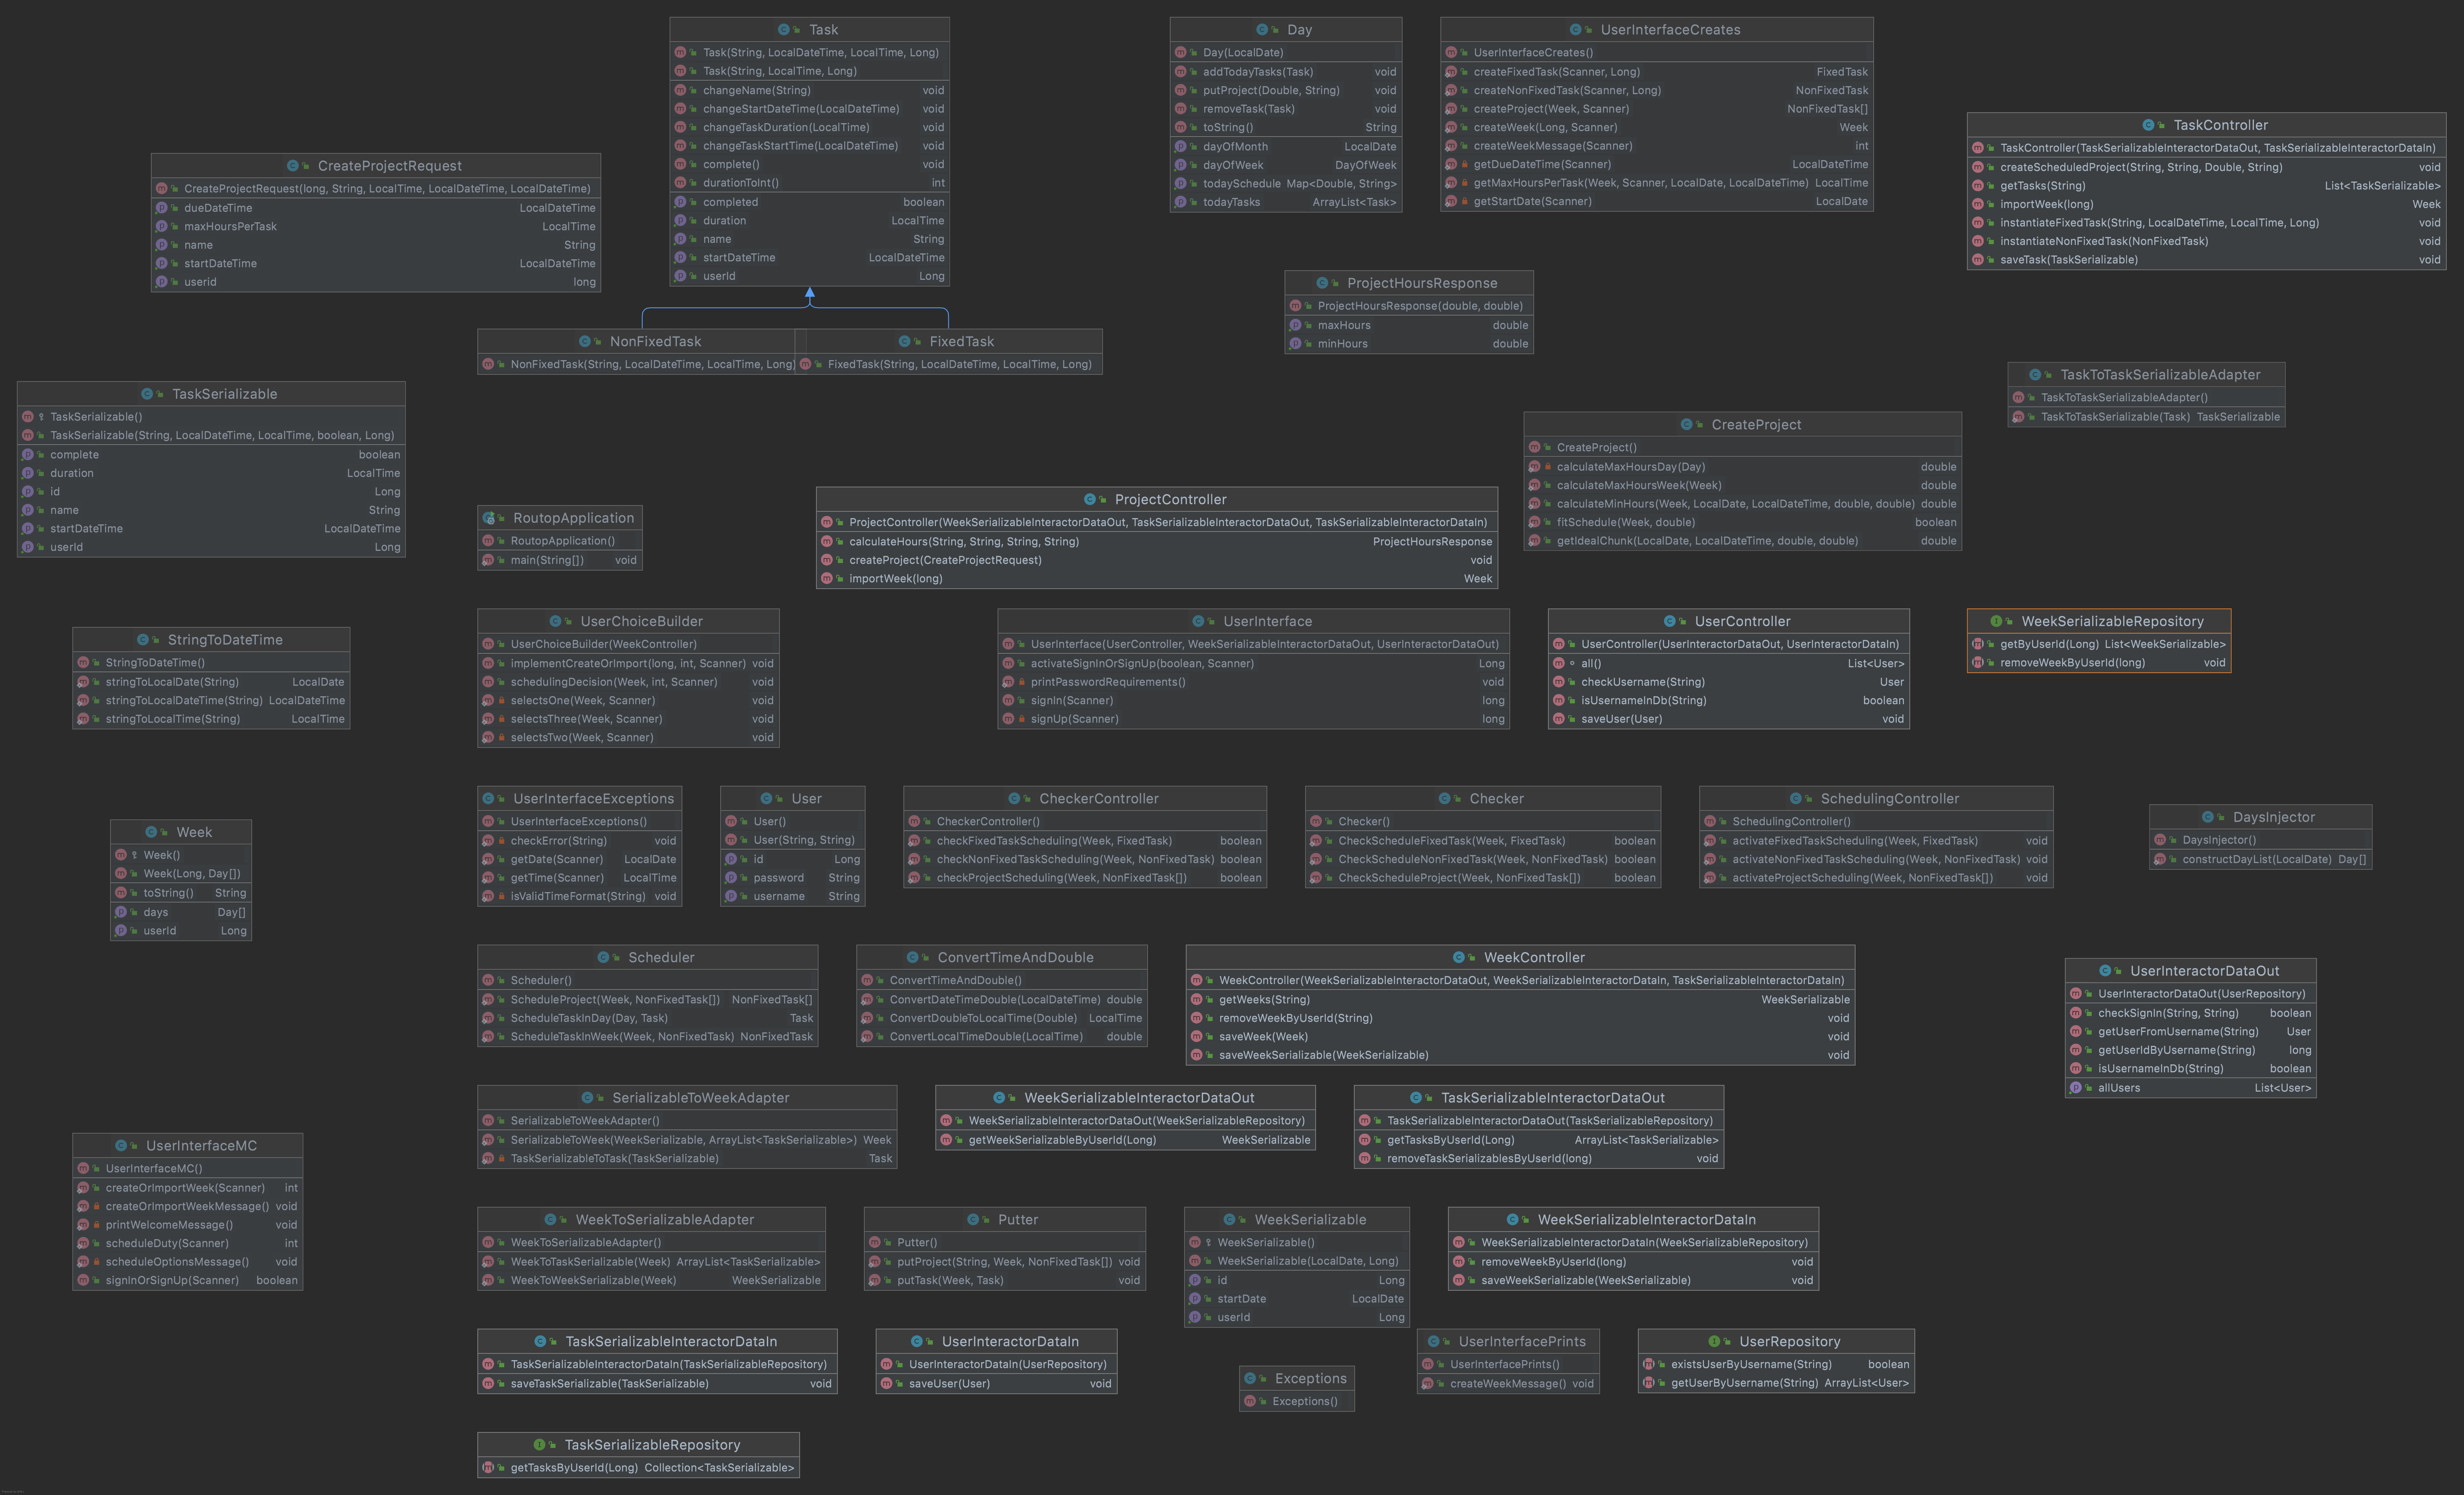 Task
Task(String, LocalDateTime, LocalTime, Long)
Task(String, LocalTime, Long)
changeName(String) void
changeStartDateTime(LocalDateTime) void
changeTaskDuration(LocalTime) void
changeTaskStartTime(LocalDateTime) void
complete() void
durationToInt() int
completed boolean
duration LocalTime
name String
startDateTime LocalDateTime
userId Long
Day
Day(LocalDate)
addTodayTasks(Task) void
putProject(Double, String) void
removeTask(Task) void
toString() String
dayOfMonth LocalDate
dayOfWeek DayOfWeek
todaySchedule Map<Double, String>
todayTasks ArrayList<Task>
UserInterfaceCreates
UserInterfaceCreates()
createFixedTask(Scanner, Long) FixedTask
createNonFixedTask(Scanner, Long) NonFixedTask
createProject(Week, Scanner) NonFixedTask[]
createWeek(Long, Scanner) Week
createWeekMessage(Scanner) int
getDueDateTime(Scanner) LocalDateTime
getMaxHoursPerTask(Week, Scanner, LocalDate, LocalDateTime) LocalTime
getStartDate(Scanner) LocalDate
TaskController
TaskController(TaskSerializableInteractorDataOut, TaskSerializableInteractorDataIn)
createScheduledProject(String, String, Double, String) void
getTasks(String) List<TaskSerializable>
importWeek(long) Week
instantiateFixedTask(String, LocalDateTime, LocalTime, Long) void
instantiateNonFixedTask(NonFixedTask) void
saveTask(TaskSerializable) void
CreateProjectRequest
CreateProjectRequest(long, String, LocalTime, LocalDateTime, LocalDateTime)
dueDateTime LocalDateTime
maxHoursPerTask LocalTime
name String
startDateTime LocalDateTime
userid long
ProjectHoursResponse
ProjectHoursResponse(double, double)
maxHours double
minHours double
NonFixedTask
NonFixedTask(String, LocalDateTime, LocalTime, Long)
FixedTask
FixedTask(String, LocalDateTime, LocalTime, Long)
TaskToTaskSerializableAdapter
TaskToTaskSerializableAdapter()
TaskToTaskSerializable(Task) TaskSerializable
TaskSerializable
TaskSerializable()
TaskSerializable(String, LocalDateTime, LocalTime, boolean, Long)
complete boolean
duration LocalTime
id Long
name String
startDateTime LocalDateTime
userId Long
CreateProject
CreateProject()
calculateMaxHoursDay(Day) double
calculateMaxHoursWeek(Week) double
calculateMinHours(Week, LocalDate, LocalDateTime, double, double) double
fitSchedule(Week, double) boolean
getIdealChunk(LocalDate, LocalDateTime, double, double) double
RoutopApplication
RoutopApplication()
main(String[]) void
ProjectController
ProjectController(WeekSerializableInteractorDataOut, TaskSerializableInteractorDataOut, TaskSerializableInteractorDataIn)
calculateHours(String, String, String, String) ProjectHoursResponse
createProject(CreateProjectRequest) void
importWeek(long) Week
StringToDateTime
StringToDateTime()
stringToLocalDate(String) LocalDate
stringToLocalDateTime(String) LocalDateTime
stringToLocalTime(String) LocalTime
UserChoiceBuilder
UserChoiceBuilder(WeekController)
implementCreateOrImport(long, int, Scanner) void
schedulingDecision(Week, int, Scanner) void
selectsOne(Week, Scanner) void
selectsThree(Week, Scanner) void
selectsTwo(Week, Scanner) void
UserInterface
UserInterface(UserController, WeekSerializableInteractorDataOut, UserInteractorDataOut)
activateSignInOrSignUp(boolean, Scanner) Long
printPasswordRequirements() void
signIn(Scanner) long
signUp(Scanner) long
UserController
UserController(UserInteractorDataOut, UserInteractorDataIn)
all() List<User>
checkUsername(String) User
isUsernameInDb(String) boolean
saveUser(User) void
WeekSerializableRepository
getByUserId(Long) List<WeekSerializable>
removeWeekByUserId(long) void
Week
Week()
Week(Long, Day[])
toString() String
days Day[]
userId Long
UserInterfaceExceptions
UserInterfaceExceptions()
checkError(String) void
getDate(Scanner) LocalDate
getTime(Scanner) LocalTime
isValidTimeFormat(String) void
User
User()
User(String, String)
id Long
password String
username String
CheckerController
CheckerController()
checkFixedTaskScheduling(Week, FixedTask) boolean
checkNonFixedTaskScheduling(Week, NonFixedTask) boolean
checkProjectScheduling(Week, NonFixedTask[]) boolean
Checker
Checker()
CheckScheduleFixedTask(Week, FixedTask) boolean
CheckScheduleNonFixedTask(Week, NonFixedTask) boolean
CheckScheduleProject(Week, NonFixedTask[]) boolean
SchedulingController
SchedulingController()
activateFixedTaskScheduling(Week, FixedTask) void
activateNonFixedTaskScheduling(Week, NonFixedTask) void
activateProjectScheduling(Week, NonFixedTask[]) void
DaysInjector
DaysInjector()
constructDayList(LocalDate) Day[]
Scheduler
Scheduler()
ScheduleProject(Week, NonFixedTask[]) NonFixedTask[]
ScheduleTaskInDay(Day, Task) Task
ScheduleTaskInWeek(Week, NonFixedTask) NonFixedTask
ConvertTimeAndDouble
ConvertTimeAndDouble()
ConvertDateTimeDouble(LocalDateTime) double
ConvertDoubleToLocalTime(Double) LocalTime
ConvertLocalTimeDouble(LocalTime) double
WeekController
WeekController(WeekSerializableInteractorDataOut, WeekSerializableInteractorDataIn, TaskSerializableInteractorDataIn)
getWeeks(String) WeekSerializable
removeWeekByUserId(String) void
saveWeek(Week) void
saveWeekSerializable(WeekSerializable) void
UserInteractorDataOut
UserInteractorDataOut(UserRepository)
checkSignIn(String, String) boolean
getUserFromUsername(String) User
getUserIdByUsername(String) long
isUsernameInDb(String) boolean
allUsers List<User>
SerializableToWeekAdapter
SerializableToWeekAdapter()
SerializableToWeek(WeekSerializable, ArrayList<TaskSerializable>) Week
TaskSerializableToTask(TaskSerializable) Task
WeekSerializableInteractorDataOut
WeekSerializableInteractorDataOut(WeekSerializableRepository)
getWeekSerializableByUserId(Long) WeekSerializable
TaskSerializableInteractorDataOut
TaskSerializableInteractorDataOut(TaskSerializableRepository)
getTasksByUserId(Long) ArrayList<TaskSerializable>
removeTaskSerializablesByUserId(long) void
UserInterfaceMC
UserInterfaceMC()
createOrImportWeek(Scanner) int
createOrImportWeekMessage() void
printWelcomeMessage() void
scheduleDuty(Scanner) int
scheduleOptionsMessage() void
signInOrSignUp(Scanner) boolean
WeekToSerializableAdapter
WeekToSerializableAdapter()
WeekToTaskSerializable(Week) ArrayList<TaskSerializable>
WeekToWeekSerializable(Week) WeekSerializable
Putter
Putter()
putProject(String, Week, NonFixedTask[]) void
putTask(Week, Task) void
WeekSerializable
WeekSerializable()
WeekSerializable(LocalDate, Long)
id Long
startDate LocalDate
userId Long
WeekSerializableInteractorDataIn
WeekSerializableInteractorDataIn(WeekSerializableRepository)
removeWeekByUserId(long) void
saveWeekSerializable(WeekSerializable) void
TaskSerializableInteractorDataIn
TaskSerializableInteractorDataIn(TaskSerializableRepository)
saveTaskSerializable(TaskSerializable) void
UserInteractorDataIn
UserInteractorDataIn(UserRepository)
saveUser(User) void
Exceptions
Exceptions()
UserInterfacePrints
UserInterfacePrints()
createWeekMessage() void
UserRepository
existsUserByUsername(String) boolean
getUserByUsername(String) ArrayList<User>
TaskSerializableRepository
getTasksByUserId(Long) Collection<TaskSerializable>